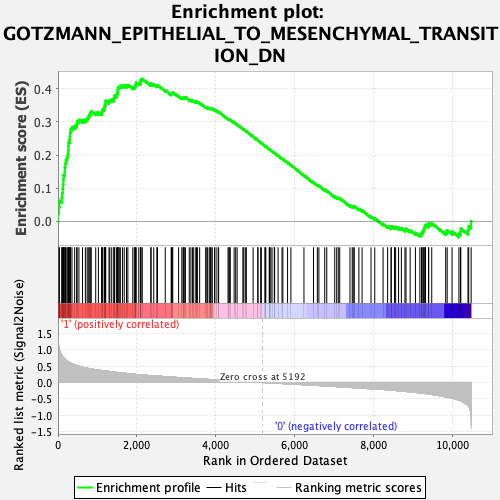 Enrichment plot:
GOTZMANN_EPITHELIAL_TO_MESENCHYMAL_TRANSIT
ION_DN
Enrichment score (ES)
0.4
0.3
0.2
0.1
0.0
'1' (positively correlated)
Ranked list metric (Signal2Noise)
1.5
1.0
0.5
0.0
-0.5
-1.0
-1.5
Zero cross at 5192
'0' (negatively correlated)
0
2,000
4,000
6,000
8,000
10,000
Rank in Ordered Dataset
Enrichment profile
Hits
Ranking metric scores